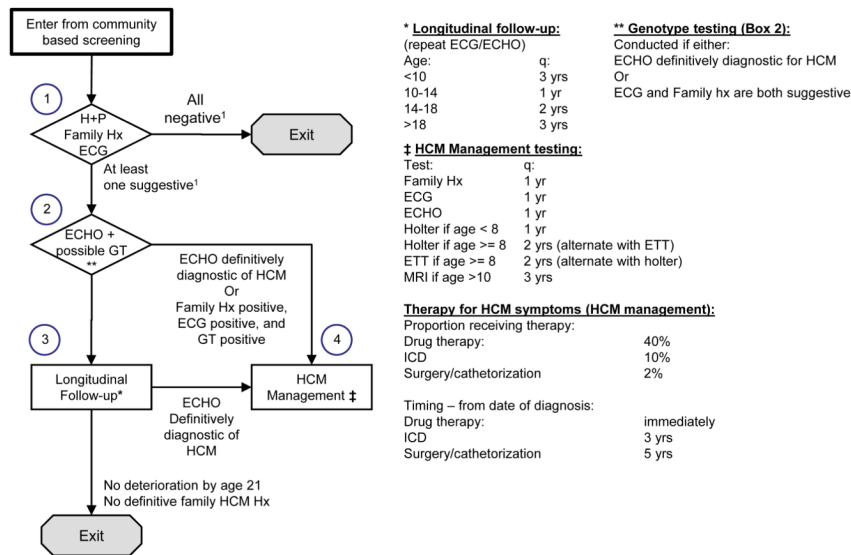 Enter from community
based screening
1
H+P
Family Hx
ECG
All
negative1
Exit
At least
one suggestive1
2
ECHO +
possible GT
**
ECHO definitively
diagnostic of HCM
Or
Family Hx positive,
ECG positive, and
GT positive
3
4
Longitudinal
Follow-up*
ECHO
Definitively
diagnostic of
HCM
HCM
Management ‡
No deterioration by age 21
No definitive family HCM Hx
Exit
* Longitudinal follow-up:
(repeat ECG/ECHO)
Age: q:
<10 3 yrs
10-14 1 yr
14-18 2 yrs
>18 3 yrs
** Genotype testing (Box 2):
Conducted if either:
ECHO definitively diagnostic for HCM
Or
ECG and Family hx are both suggestive
‡ HCM Management testing:
Test: q:
Family Hx 1 yr
ECG 1 yr
ECHO 1 yr
Holter if age < 8 1 yr
Holter if age >= 8 2 yrs (alternate with ETT)
ETT if age >= 8 2 yrs (alternate with holter)
MRI if age >10 3 yrs
Therapy for HCM symptoms (HCM management):
Proportion receiving therapy:
Drug therapy: 40%
ICD 10%
Surgery/cathetorization 2%
Timing – from date of diagnosis:
Drug therapy: immediately
ICD 3 yrs
Surgery/cathetorization 5 yrs